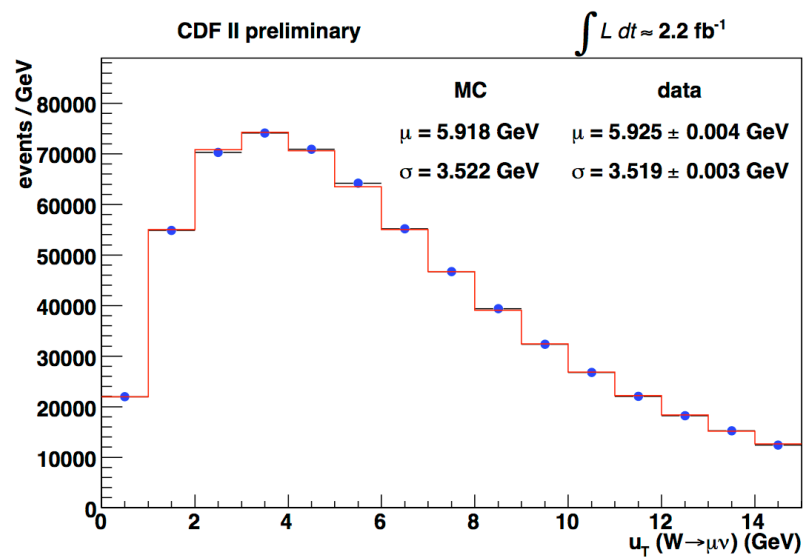 CDF II preliminary
∫ L dt ≈ 2.2 fb⁻¹
events / GeV
MC
data
μ = 5.918 GeV
μ = 5.925 ± 0.004 GeV
σ = 3.522 GeV
σ = 3.519 ± 0.003 GeV
80000
70000
60000
50000
40000
30000
20000
10000
0
0 2 4 6 8 10 12 14
u_T (W→μν) (GeV)